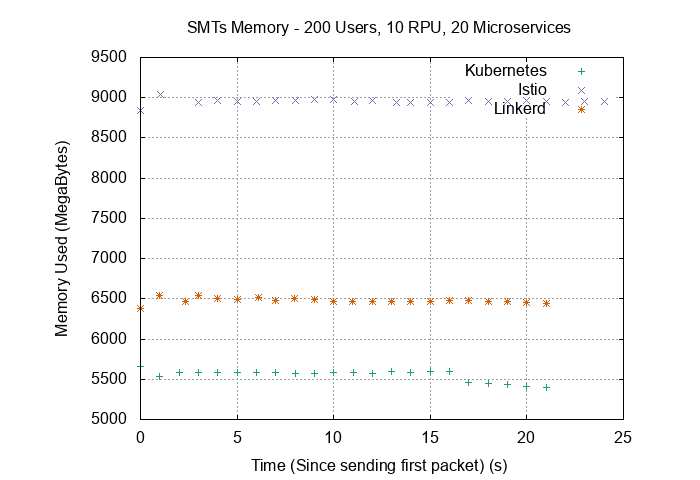 SMTs Memory - 200 Users, 10 RPU, 20 Microservices
Memory Used (MegaBytes)
9500
9000
8500
8000
7500
7000
6500
6000
5500
5000
Kubernetes
Istio
Linkerd
0 5 10 15 20 25
Time (Since sending first packet) (s)